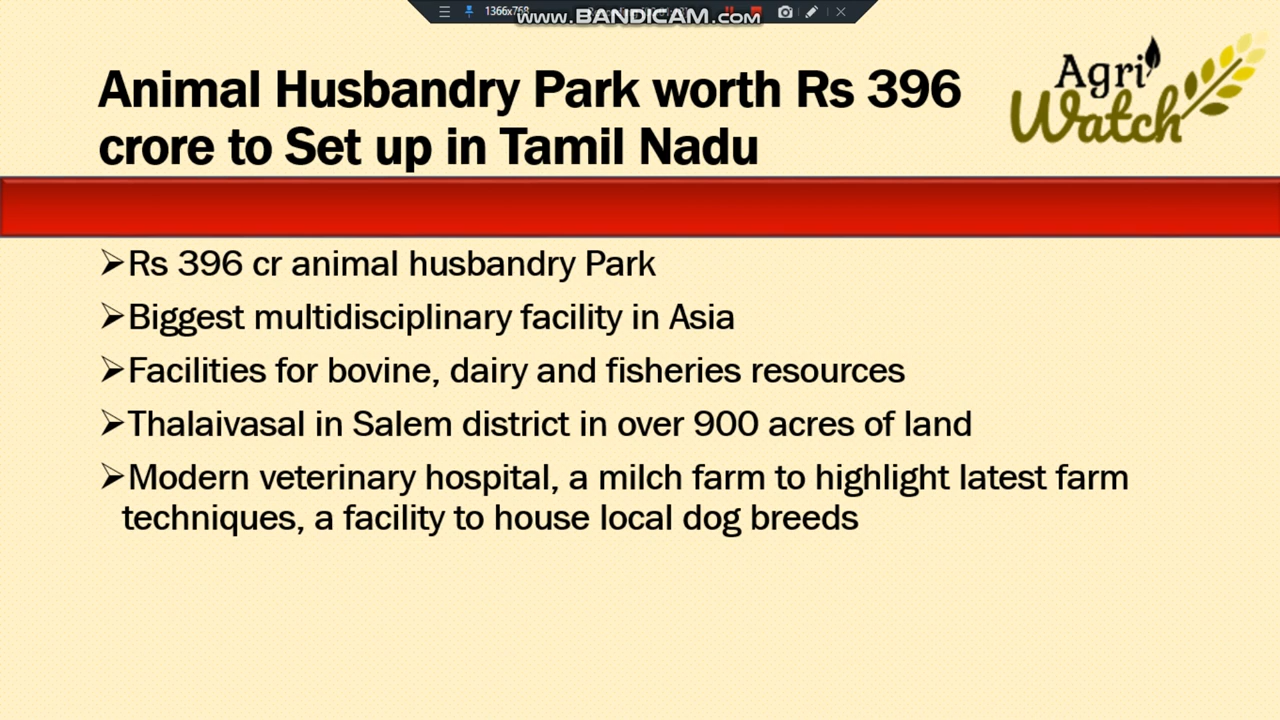 1366x768
www.BANDICAM.com
Animal Husbandry Park worth Rs 396
crore to Set up in Tamil Nadu
Agri
Watch
➢Rs 396 cr animal husbandry Park
➢Biggest multidisciplinary facility in Asia
➢Facilities for bovine, dairy and fisheries resources
➢Thalaivasal in Salem district in over 900 acres of land
➢Modern veterinary hospital, a milch farm to highlight latest farm
techniques, a facility to house local dog breeds